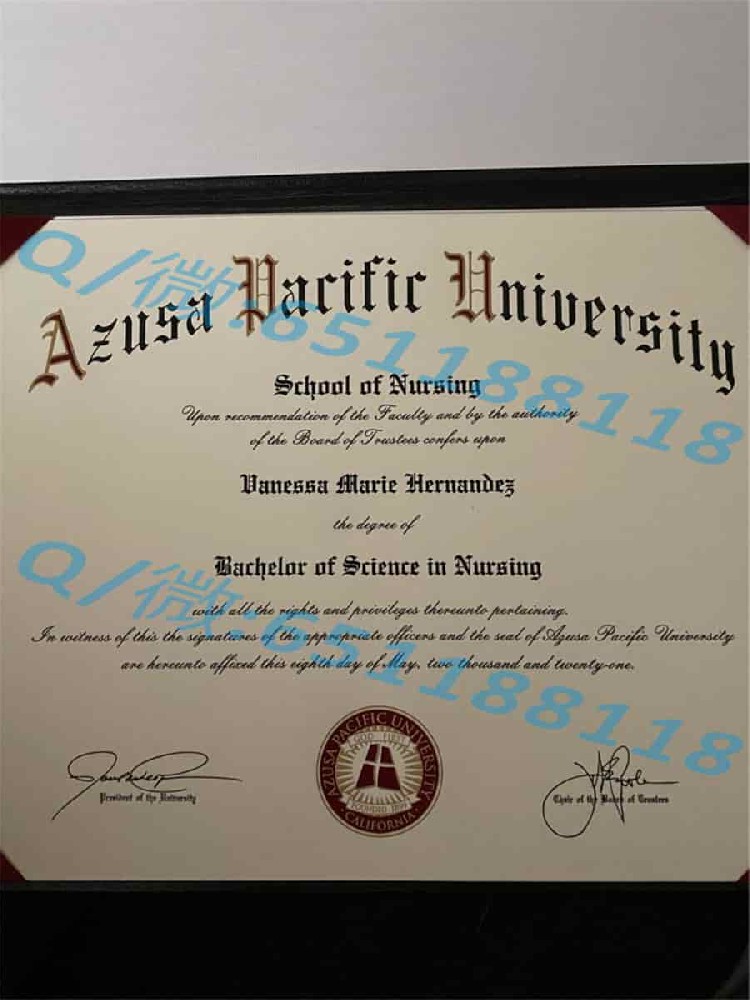 Azusa Pacific University
School of Nursing
Upon recommendation of the Faculty and by the authority
of the Board of Trustees confers upon
Vanessa Marie Hernandez
the degree of
Bachelor of Science in Nursing
with all the rights and privileges thereunto pertaining.
In witness of this the signatures of the appropriate officers and the seal of Azusa Pacific University
are hereunto affixed this eighth day of May, two thousand and twenty-one.
AZUSA PACIFIC UNIVERSITY
GOD FIRST
FOUNDED 1899
CALIFORNIA
President of the University
Chair of the Board of Trustees
Q/微:651188118
Q/微:651188118